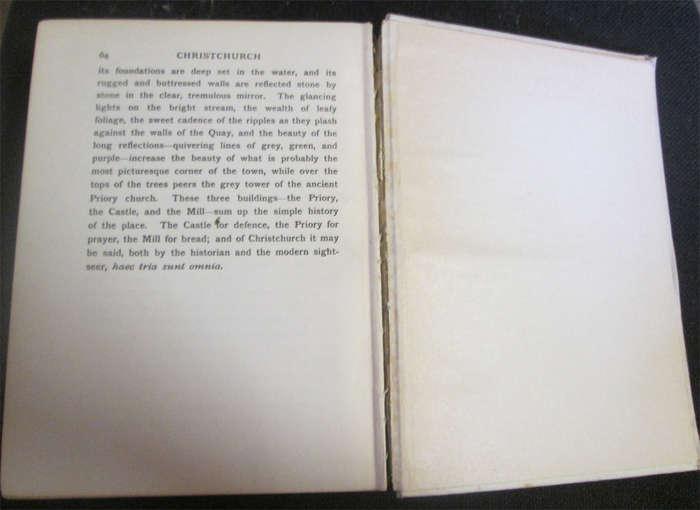 64 CHRISTCHURCH
its foundations are deep set in the water, and its
rugged and buttressed walls are reflected stone by
stone in the clear, tremulous mirror. The glancing
lights on the bright stream, the wealth of leafy
foliage, the sweet cadence of the ripples as they plash
against the walls of the Quay, and the beauty of the
long reflections—quivering lines of grey, green, and
purple—increase the beauty of what is probably the
most picturesque corner of the town, while over the
tops of the trees peers the grey tower of the ancient
Priory church. These three buildings—the Priory,
the Castle, and the Mill—sum up the simple history
of the place. The Castle for defence, the Priory for
prayer, the Mill for bread; and of Christchurch it may
be said, both by the historian and the modern sight-
seer, haec tria sunt omnia.